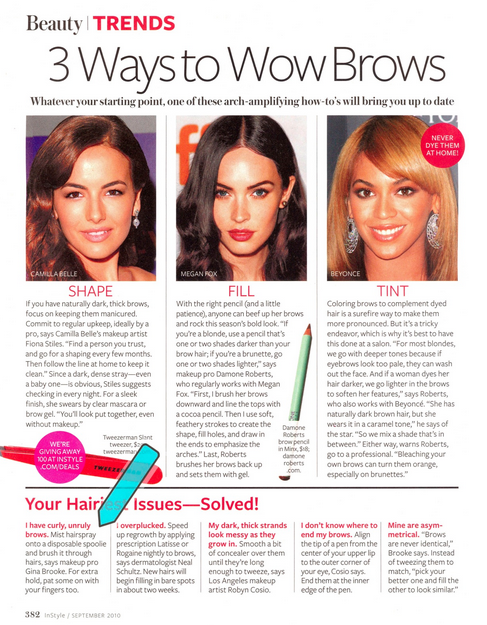 Beauty | TRENDS
3 Ways to Wow Brows
Whatever your starting point, one of these arch-amplifying how-to's will bring you up to date
CAMILLA BELLE
SHAPE
If you have naturally dark, thick brows,
focus on keeping them manicured.
Commit to regular upkeep, ideally by a
pro, says Camilla Belle's makeup artist
Fiona Stiles. "Find a person you trust,
and go for a shaping every few months.
Then follow the line at home to keep it
clean." Since a dark, dense stray—even
a baby one—is obvious, Stiles suggests
checking in every night. For a sleek
finish, she swears by clear mascara or
brow gel. "You'll look put together, even
without makeup."
WE'RE
GIVING AWAY
100 AT INSTYLE
.COM/DEALS
Tweezerman Slant
tweezer,
tweezerman
TWEEZER
MEGAN FOX
FILL
With the right pencil (and a little
patience), anyone can beef up her brows
and rock this season's bold look. "If
you're a blonde, use a pencil that's
one or two shades darker than your
brow hair; if you're a brunette, go
one or two shades lighter," says
makeup pro Damone Roberts,
who regularly works with Megan
Fox. "First, I brush her brows
downward and line the tops with
a cocoa pencil. Then I use soft,
feathery strokes to create the
shape, fill holes, and draw in
the ends to emphasize the
arches." Last, Roberts
brushes her brows back up
and sets them with gel.
Damone
Roberts
brow pencil
in Mink, $18,
damone
roberts
.com.
NEVER
DYE THEM
AT HOME!
BEYONCE
TINT
Coloring brows to complement dyed
hair is a surefire way to make them
more pronounced. But it's a tricky
endeavor, which is why it's best to have
this done at a salon. "For most blondes,
we go with deeper tones because if
eyebrows look too pale, they can wash
out the face. And if a woman dyes her
hair darker, we go lighter in the brows
to soften her features," says Roberts,
who also works with Beyoncé. "She has
naturally dark brown hair, but she
wears it in a caramel tone," he says of
the star. "So we mix a shade that's in
between." Either way, warns Roberts,
go to a professional. "Bleaching your
own brows can turn them orange,
especially on brunettes."
Your Hairiest Issues—Solved!
I have curly, unruly
brows. Mist hairspray
onto a disposable spoolie
and brush it through
hairs, says makeup pro
Gina Brooke. For extra
hold, pat some on with
your fingers too.
I overplucked. Speed
up regrowth by applying
prescription Latisse or
Rogaine nightly to brows,
says dermatologist Neal
Schultz. New hairs will
begin filling in bare spots
in about two weeks.
My dark, thick strands
look messy as they
grow in. Smooth a bit
of concealer over them
until they're long
enough to tweeze, says
Los Angeles makeup
artist Robyn Cosio.
I don't know where to
end my brows. Align
the tip of a pen from the
center of your upper lip
to the outer corner of
your eye, Cosio says.
End them at the inner
edge of the pen.
Mine are asym-
metrical. "Brows
are never identical,"
Brooke says. Instead
of tweezing them to
match, "pick your
better one and fill the
other to look similar."
382 InStyle / SEPTEMBER 2010